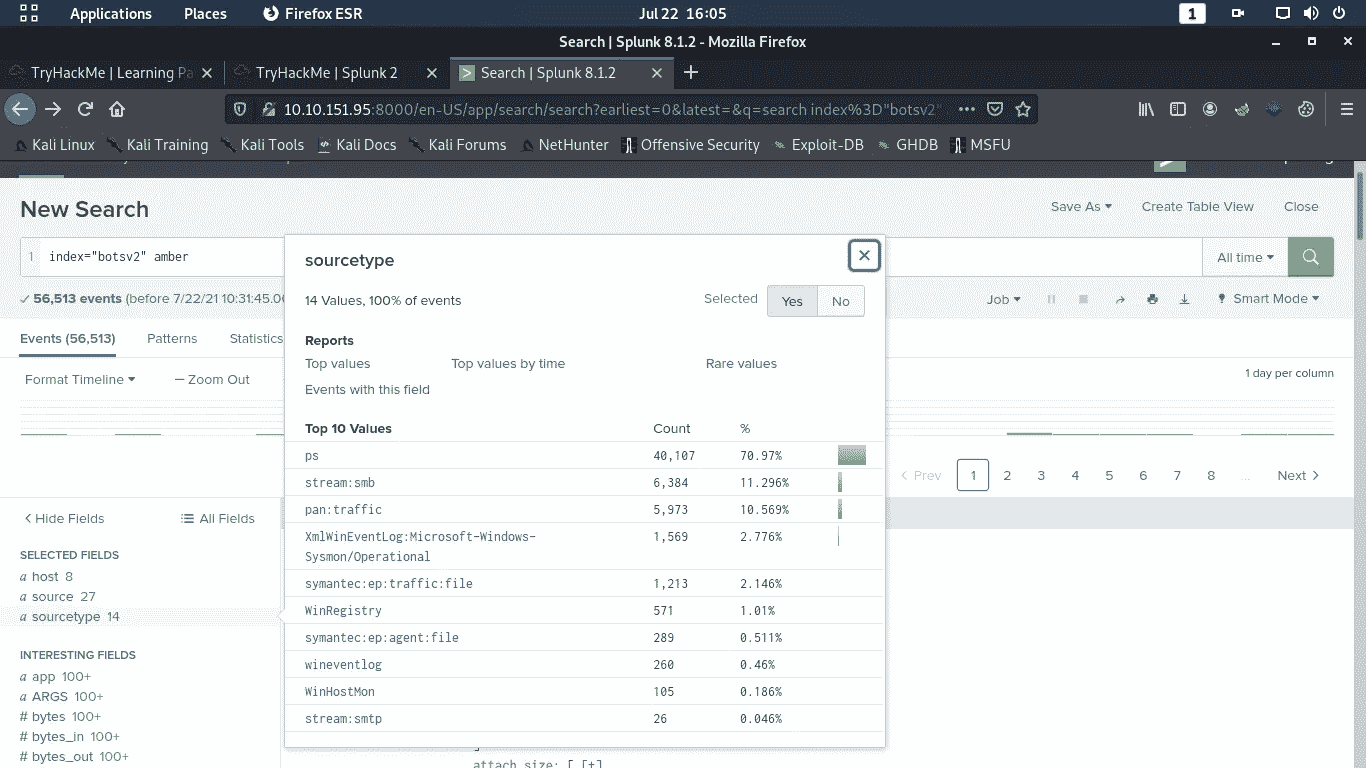 Applications Places Firefox ESR Jul 22 16:05 1
Search | Splunk 8.1.2 - Mozilla Firefox
TryHackMe | Learning Pa TryHackMe | Splunk 2 Search | Splunk 8.1.2
10.10.151.95:8000/en-US/app/search/search?earliest=0&latest=&q=search index%3D"botsv2"
Kali Linux Kali Training Kali Tools Kali Docs Kali Forums NetHunter Offensive Security Exploit-DB GHDB MSFU
New Search Save As Create Table View Close
1 index="botsv2" amber All time
56,513 events (before 7/22/21 10:31:45.0 Job Smart Mode
Events (56,513) Patterns Statistics
Format Timeline — Zoom Out 1 day per column
Prev 1 2 3 4 5 6 7 8 ... Next
Hide Fields All Fields
SELECTED FIELDS
a host 8
a source 27
a sourcetype 14
INTERESTING FIELDS
a app 100+
a ARGS 100+
# bytes 100+
# bytes_in 100+
# bytes_out 100+
sourcetype
14 Values, 100% of events Selected Yes No
Reports
Top values Top values by time Rare values
Events with this field
Top 10 Values Count %
ps 40,107 70.97%
stream:smb 6,384 11.296%
pan:traffic 5,973 10.569%
XmlWinEventLog:Microsoft-Windows- 1,569 2.776%
Sysmon/Operational
symantec:ep:traffic:file 1,213 2.146%
WinRegistry 571 1.01%
symantec:ep:agent:file 289 0.511%
wineventlog 260 0.46%
WinHostMon 105 0.186%
stream:smtp 26 0.046%
attach_size: [ [+]